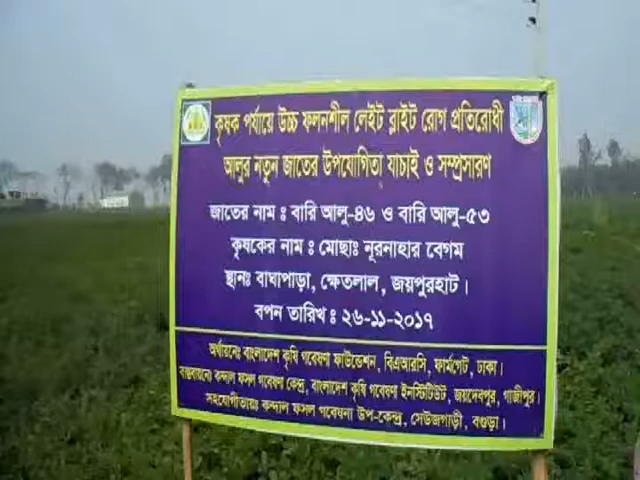 কৃষক পর্যায়ে উচ্চ ফলনশীল লেইট ব্লাইট রোগ প্রতিরোধী
আলুর নতুন জাতের উপযোগিতা যাচাই ও সম্প্রসারণ
জাতের নাম : বারি আলু-৪৬ ও বারি আলু-৫৩
কৃষকের নাম : মোছাঃ নূরনাহার বেগম
স্থানঃ বাঘাপাড়া, ক্ষেতলাল, জয়পুরহাট।
বপন তারিখ : ২৬-১১-২০১৭
অর্থায়নেঃ বাংলাদেশ কৃষি গবেষণা ফাউন্ডেশন, বিএআরসি, ফার্মগেট, ঢাকা।
বাস্তবায়নেঃ কন্দাল ফসল গবেষণা কেন্দ্র, বাংলাদেশ কৃষি গবেষণা ইনস্টিটিউট, জয়দেবপুর, গাজীপুর।
সহযোগীতায়ঃ কন্দাল ফসল গবেষনা উপ-কেন্দ্র, সেউজগাড়ী, বগুড়া।